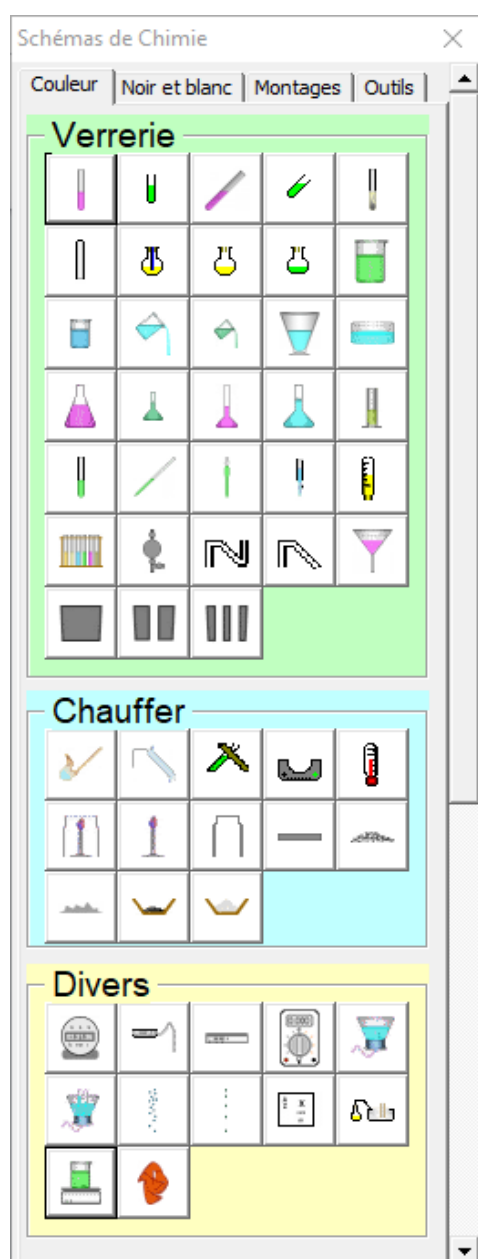 Schémas de Chimie
Couleur Noir et blanc Montages Outils
Verrerie
Chauffer
Divers